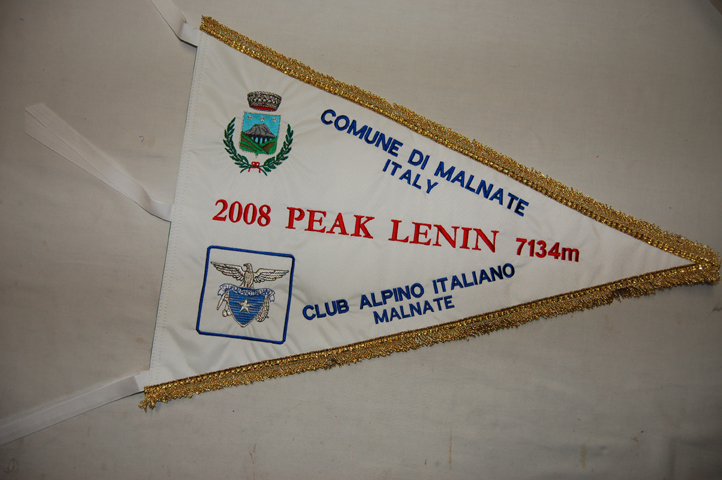 COMUNE DI MALNATE
ITALY
2008 PEAK LENIN 7134m
CLUB ALPINO ITALIANO
MALNATE